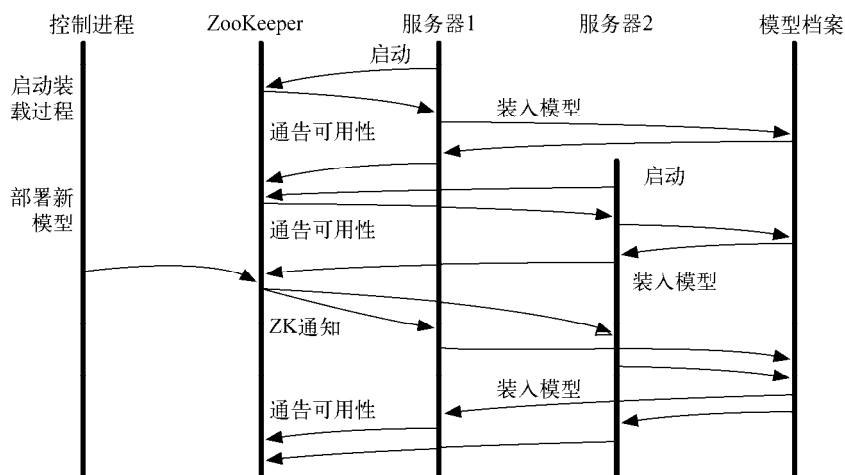 控制进程
ZooKeeper
服务器1
服务器2
模型档案
启动
启动装
载过程
装入模型
通告可用性
启动
部署新
模型
通告可用性
装入模型
ZK通知
装入模型
通告可用性